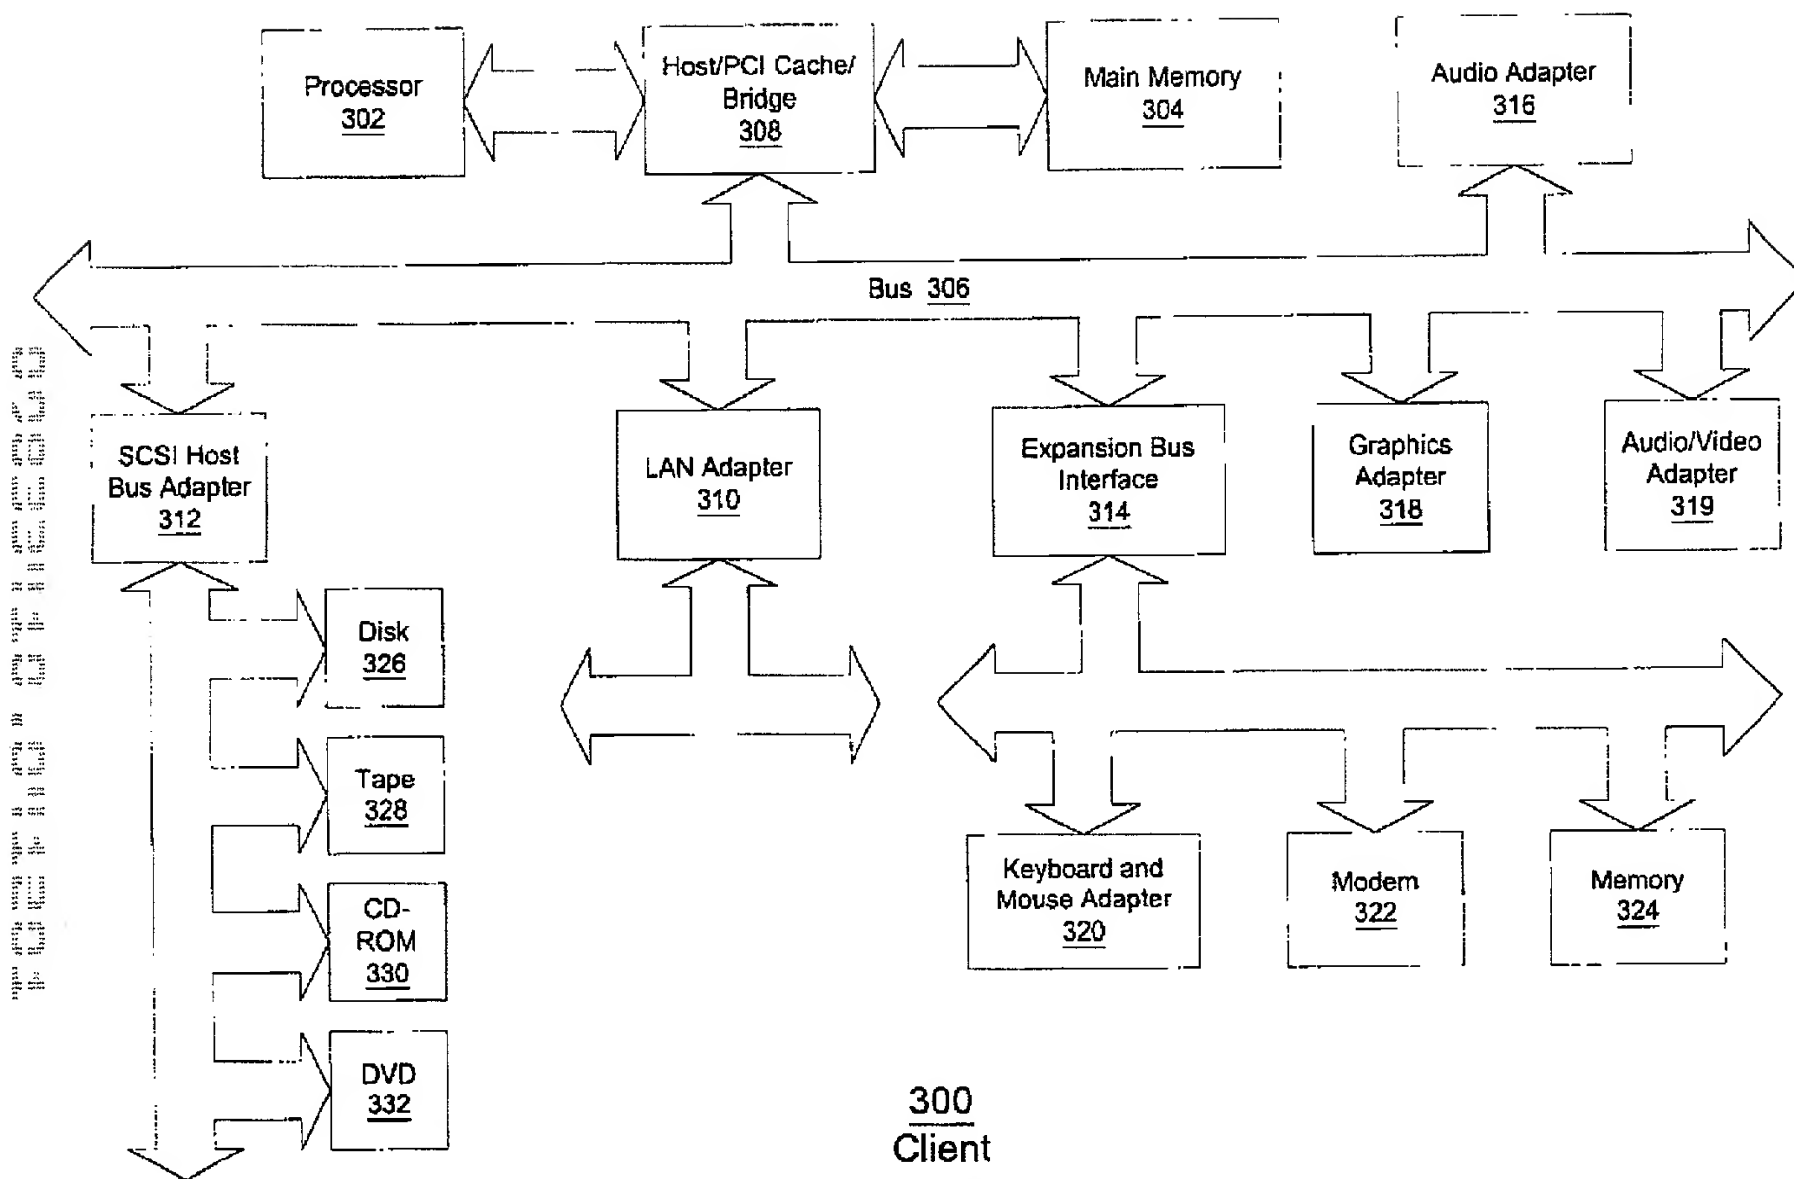 Processor
302
Host/PCI Cache/
Bridge
308
Main Memory
304
Audio Adapter
316
Bus 306
SCSI Host
Bus Adapter
312
LAN Adapter
310
Expansion Bus
Interface
314
Graphics
Adapter
318
Audio/Video
Adapter
319
Disk
326
Tape
328
CD-
ROM
330
DVD
332
Keyboard and
Mouse Adapter
320
Modem
322
Memory
324
300
Client